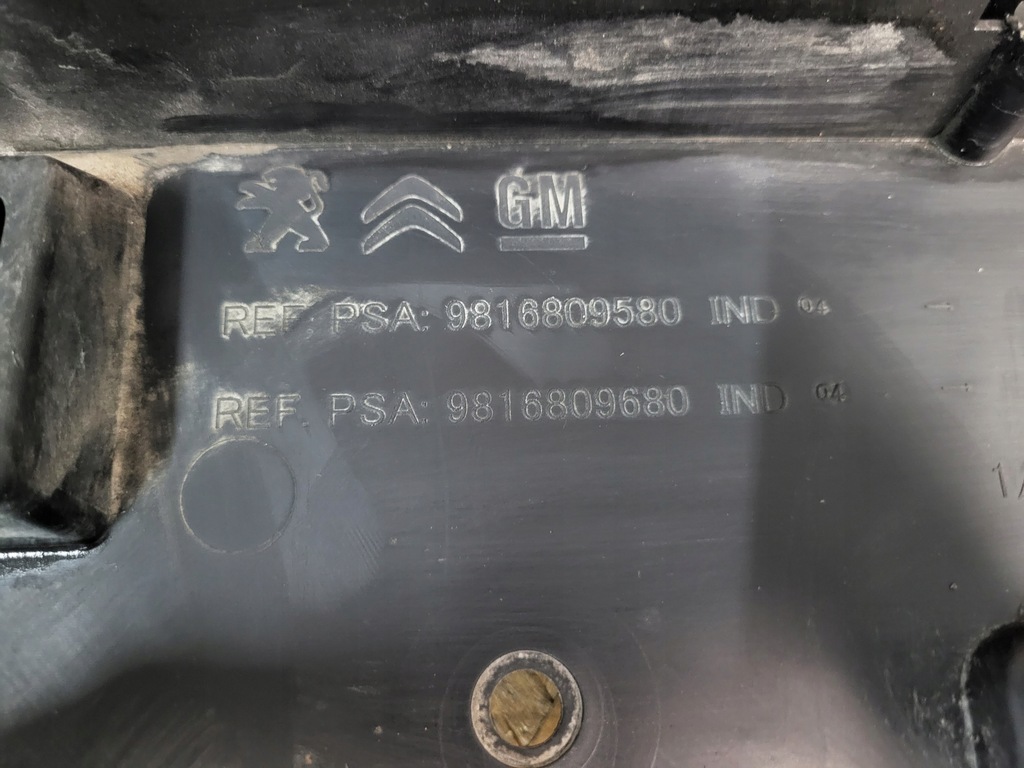 GM
REF. PSA: 9816809580 IND 04
REF. PSA: 9816809680 IND 04